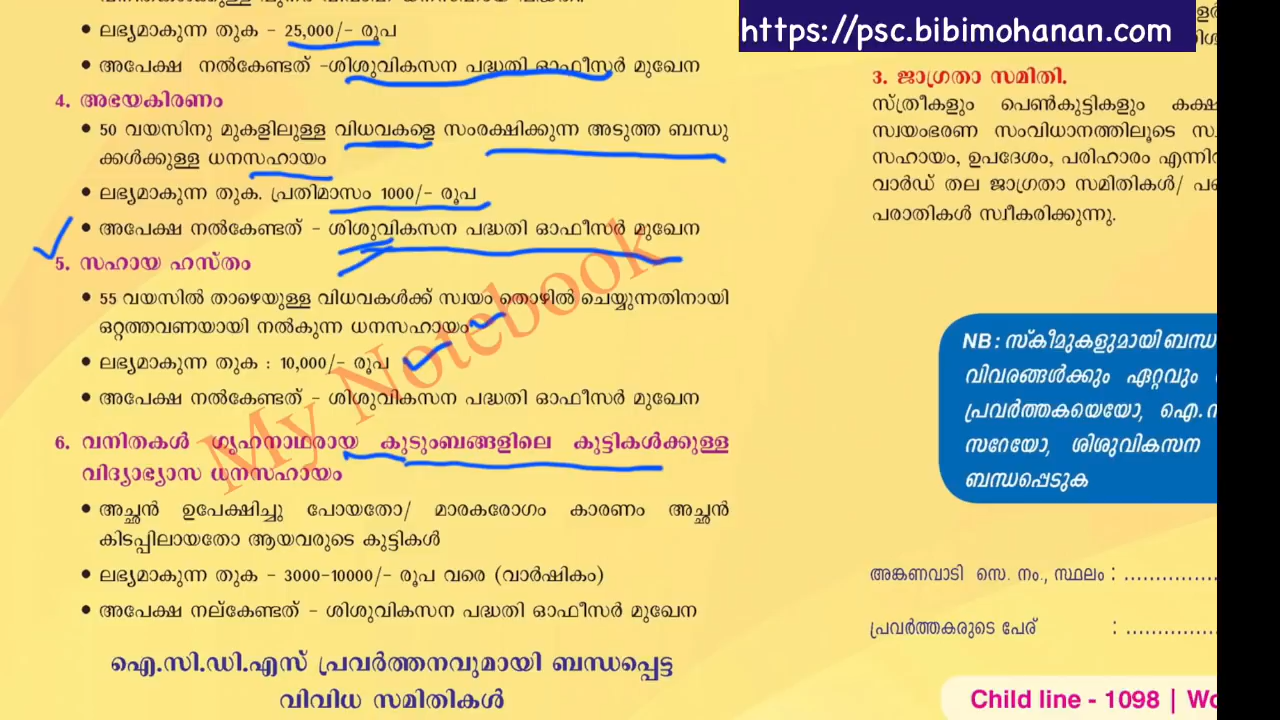 https://psc.bibimohanan.com
ലഭ്യമാകുന്ന തുക - 25,000/- രൂപ
അപേക്ഷ നൽകേണ്ടത് -ശിശുവികസന പദ്ധതി ഓഫീസർ മുഖേന
4. അഭയകിരണം
50 വയസിനു മുകളിലുള്ള വിധവകളെ സംരക്ഷിക്കുന്ന അടുത്ത ബന്ധു
ക്കൾക്കുള്ള ധനസഹായം
ലഭ്യമാകുന്ന തുക. പ്രതിമാസം 1000/- രൂപ
അപേക്ഷ നൽകേണ്ടത് - ശിശുവികസന പദ്ധതി ഓഫീസർ മുഖേന
5. സഹായ ഹസ്തം
55 വയസിൽ താഴെയുള്ള വിധവകൾക്ക് സ്വയം തൊഴിൽ ചെയ്യുന്നതിനായി
ഒറ്റത്തവണയായി നൽകുന്ന ധനസഹായം
ലഭ്യമാകുന്ന തുക : 10,000/- രൂപ
അപേക്ഷ നൽകേണ്ടത് - ശിശുവികസന പദ്ധതി ഓഫീസർ മുഖേന
6. വനിതകൾ ഗൃഹനാഥരായ കുടുംബങ്ങളിലെ കുട്ടികൾക്കുള്ള
വിദ്യാഭ്യാസ ധനസഹായം
അച്ഛൻ ഉപേക്ഷിച്ചു പോയതോ/ മാരകരോഗം കാരണം അച്ഛൻ
കിടപ്പിലായതോ ആയവരുടെ കുട്ടികൾ
ലഭ്യമാകുന്ന തുക - 3000-10000/- രൂപ വരെ (വാർഷികം)
അപേക്ഷ നല്കേണ്ടത് - ശിശുവികസന പദ്ധതി ഓഫീസർ മുഖേന
ഐ.സി.ഡി.എസ് പ്രവർത്തനവുമായി ബന്ധപ്പെട്ട
വിവിധ സമിതികൾ
My Notebook
3. ജാഗ്രതാ സമിതി.
സ്ത്രീകളും പെൺകുട്ടികളും
സ്വയംഭരണ സംവിധാനത്തിലൂടെ
സഹായം, ഉപദേശം, പരിഹാരം
വാർഡ് തല ജാഗ്രതാ സമിതികൾ/
പരാതികൾ സ്വീകരിക്കുന്നു.
NB : സ്കീമുകളുമായി ബന്ധ
വിവരങ്ങൾക്കും ഏറ്റവും
പ്രവർത്തകയെയോ,
സറേയോ, ശിശുവികസന
ബന്ധപ്പെടുക
അങ്കണവാടി സെ. നം., സ്ഥലം : ...............
പ്രവർത്തകരുടെ പേര് : ...............
Child line - 1098 |